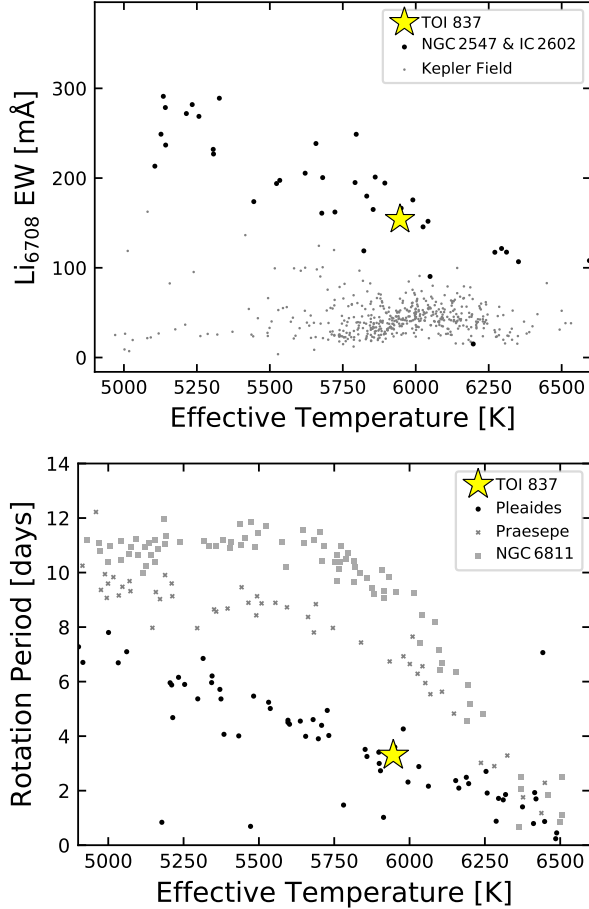 TOI 837
NGC 2547 & IC 2602
Kepler Field
300
200
100
0
Li6708 EW [mÅ]
5000 5250 5500 5750 6000 6250 6500
Effective Temperature [K]
TOI 837
Pleaides
Praesepe
NGC 6811
14
12
10
8
6
4
2
0
Rotation Period [days]
5000 5250 5500 5750 6000 6250 6500
Effective Temperature [K]